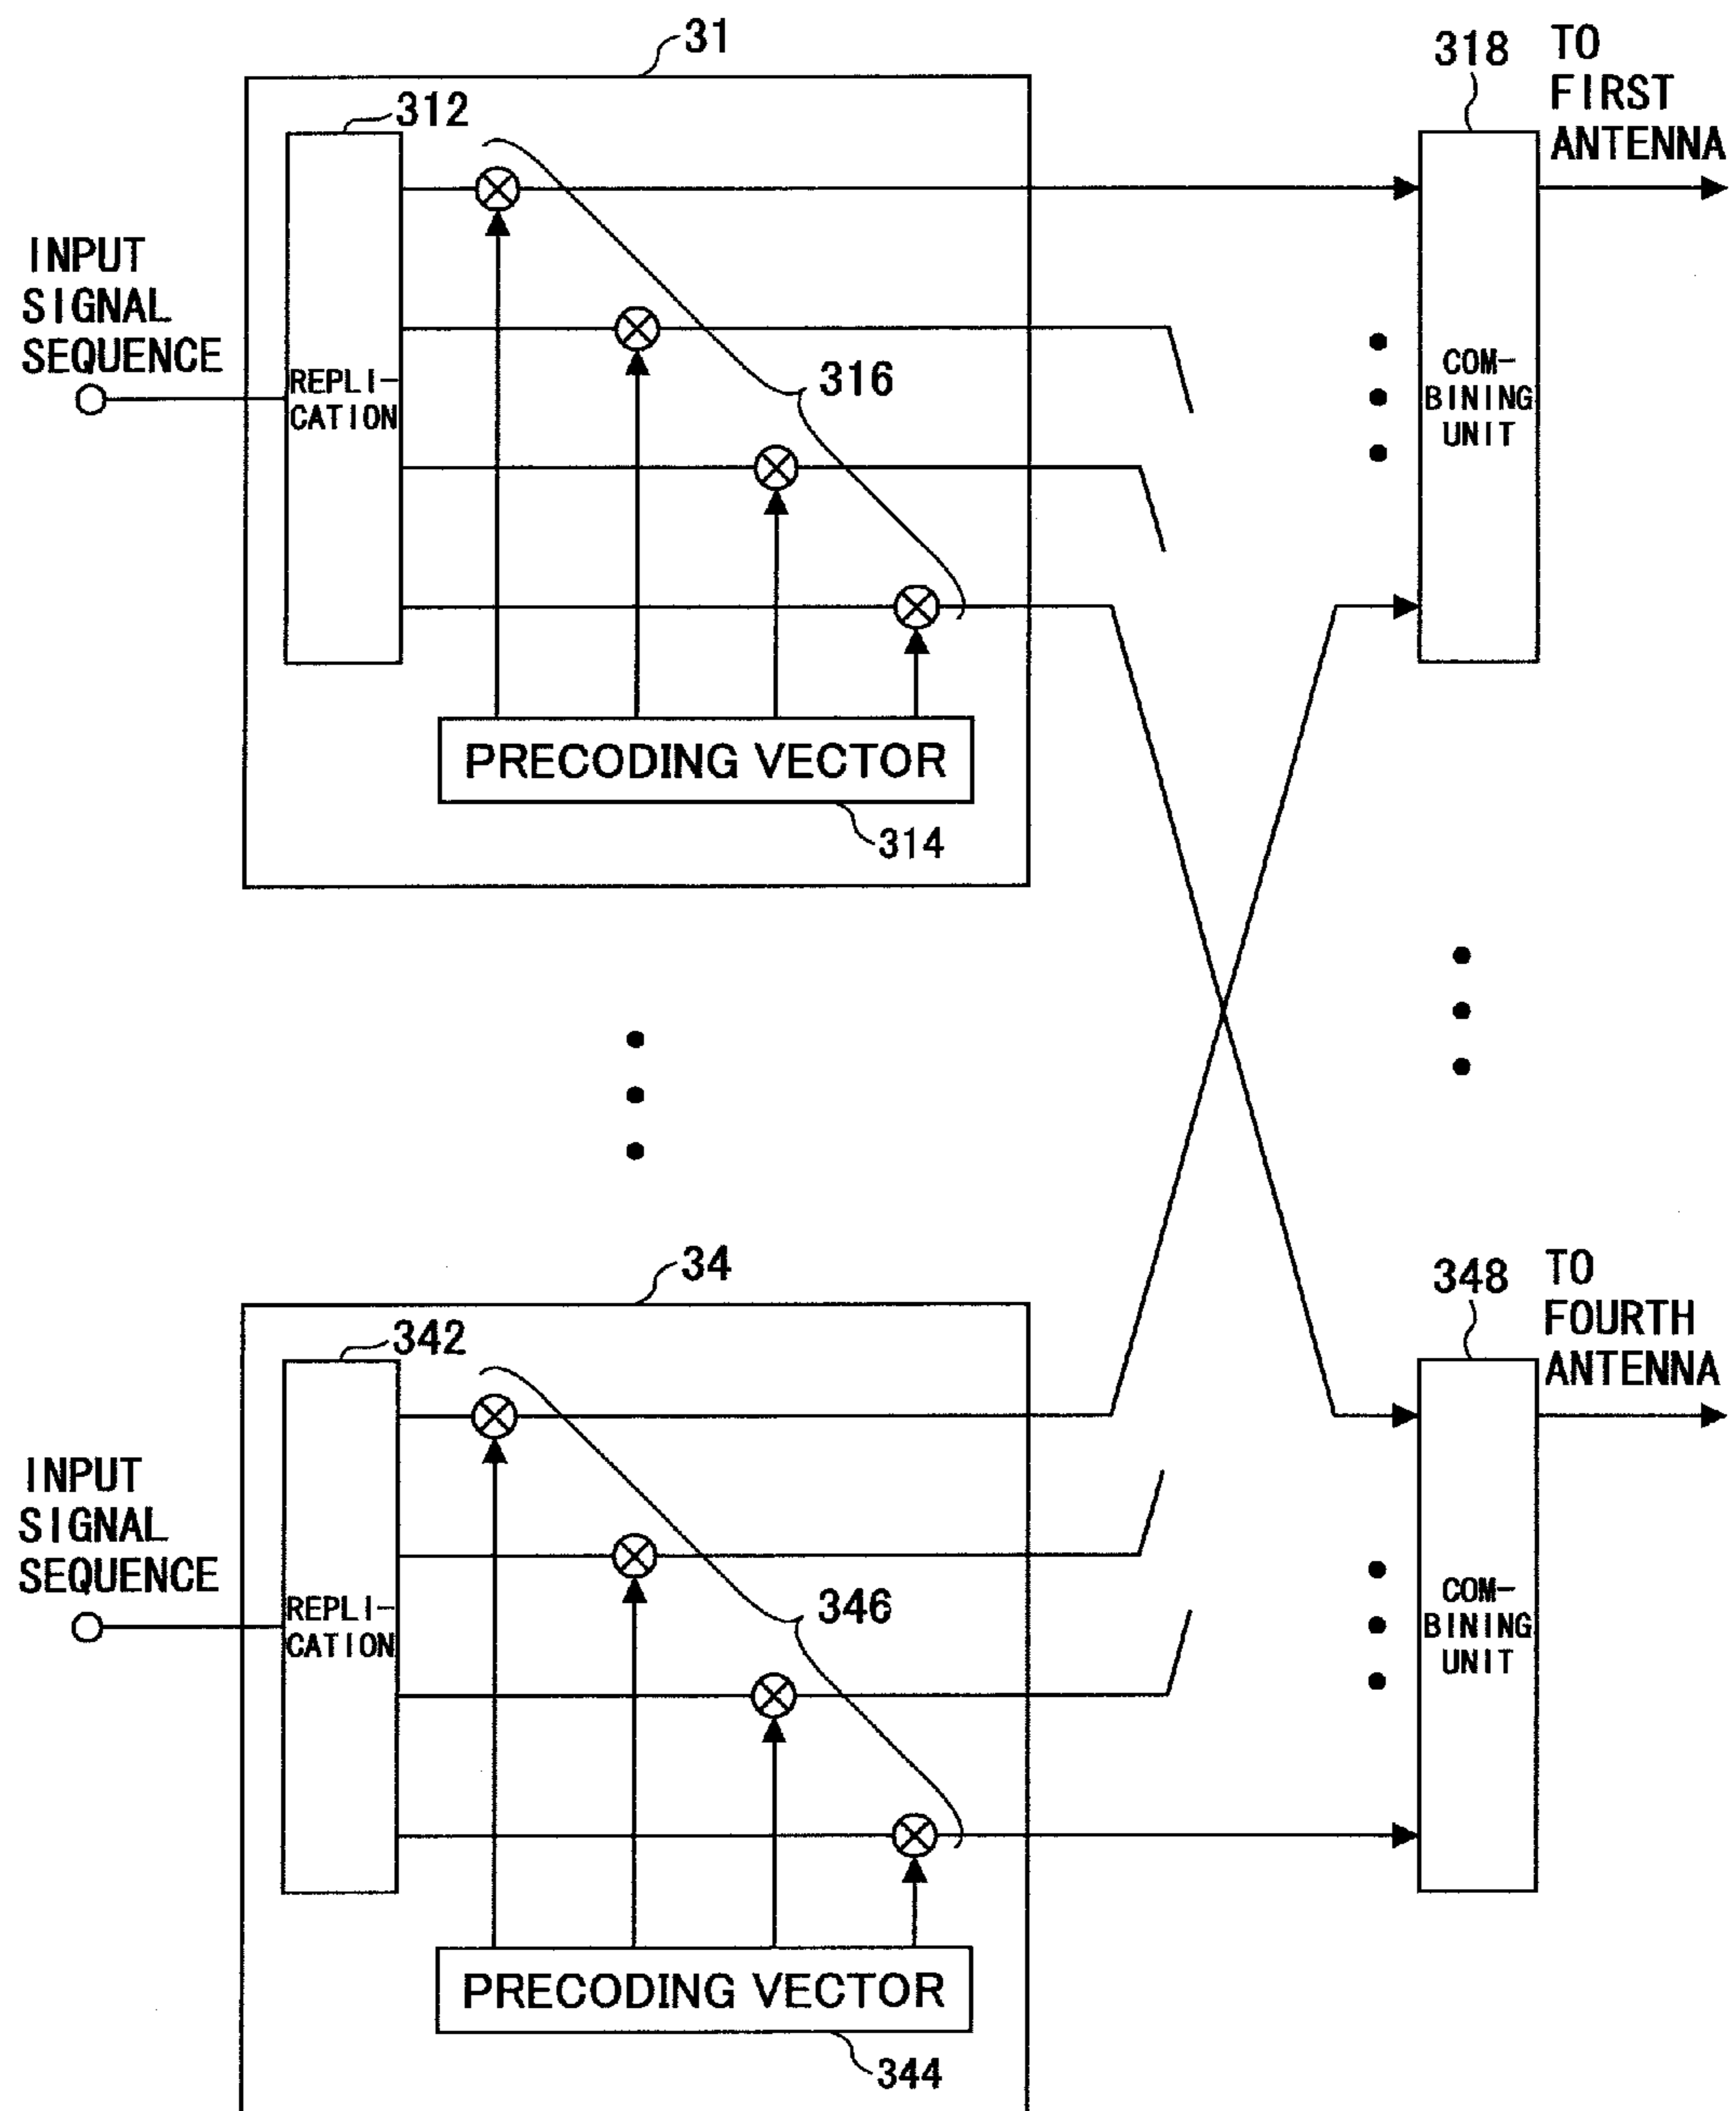 31
318
TO
FIRST
ANTENNA
312
INPUT
SIGNAL
SEQUENCE
REPLI-
CATION
316
COM-
BINING
UNIT
PRECODING VECTOR
314
34
348
TO
FOURTH
ANTENNA
342
INPUT
SIGNAL
SEQUENCE
REPLI-
CATION
346
COM-
BINING
UNIT
PRECODING VECTOR
344